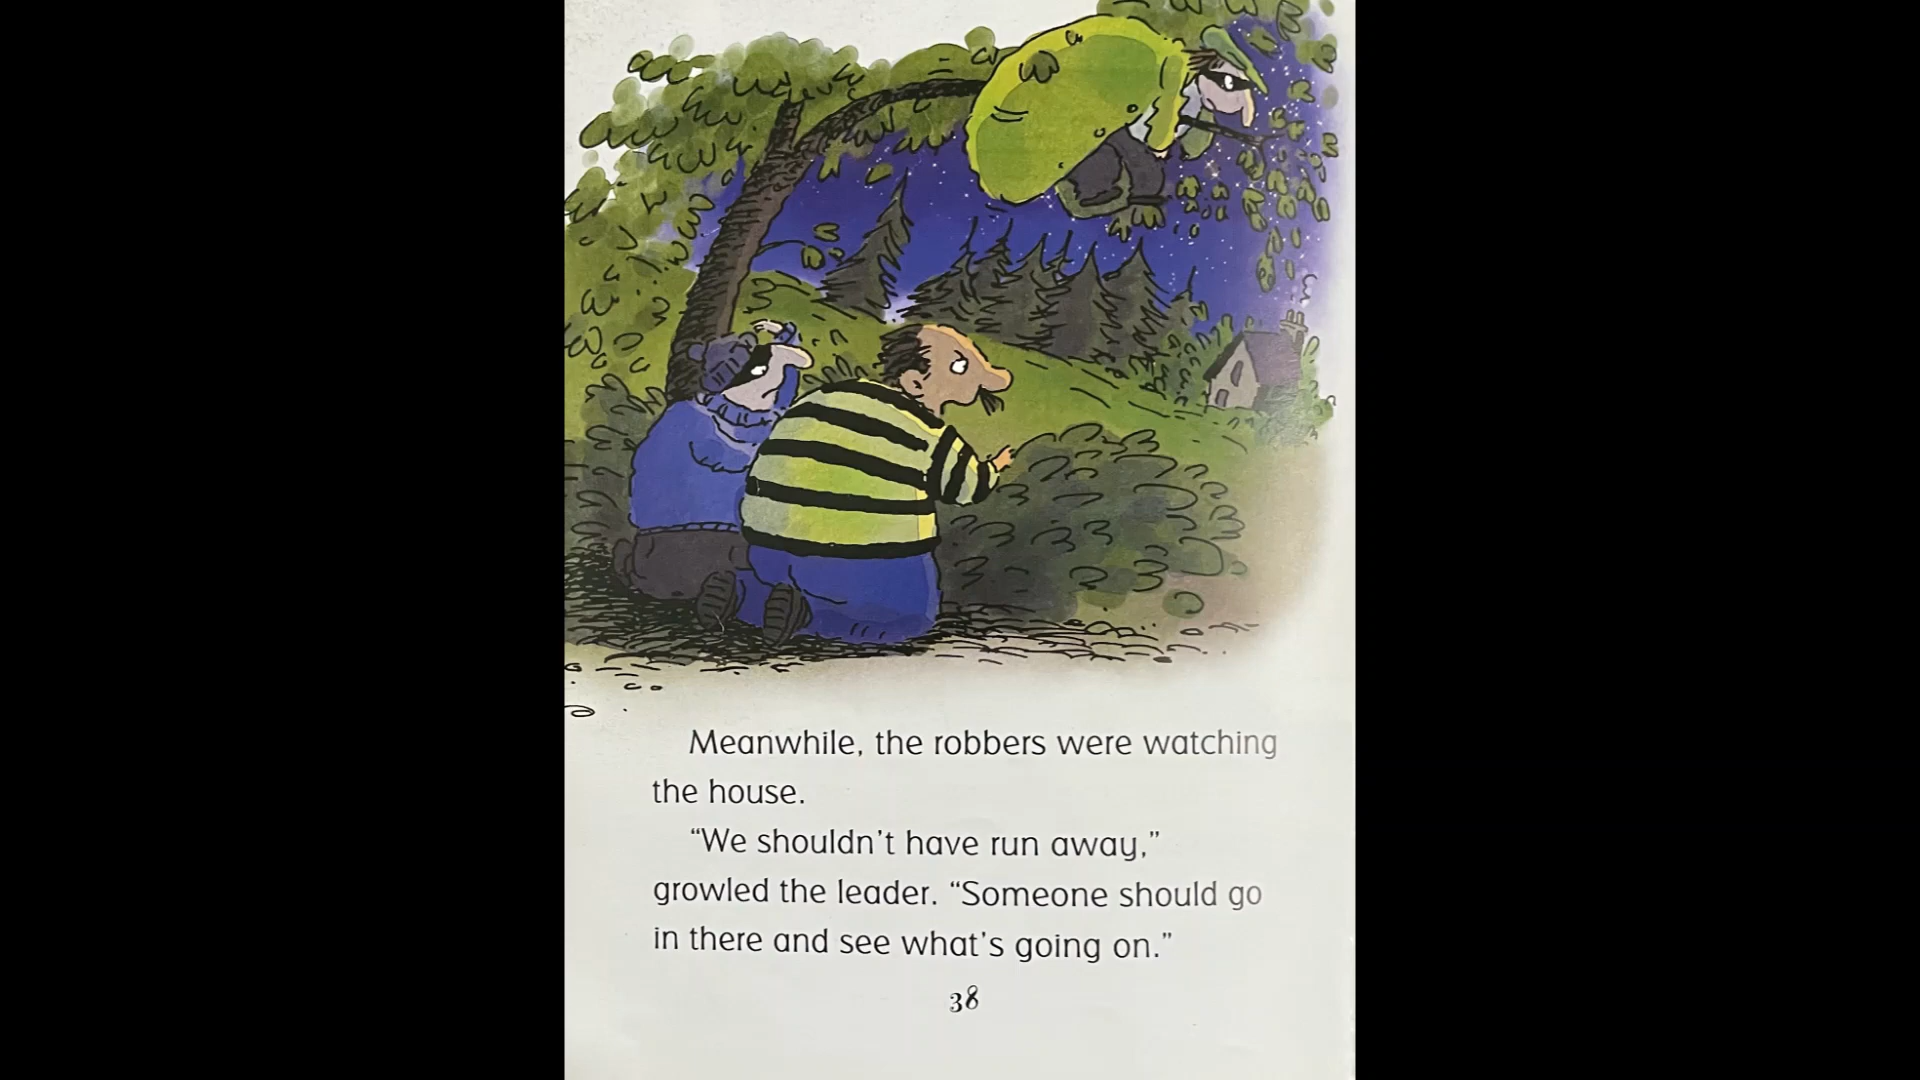 Meanwhile, the robbers were watching
the house.
“We shouldn't have run away,”
growled the leader. “Someone should go
in there and see what's going on.”
38